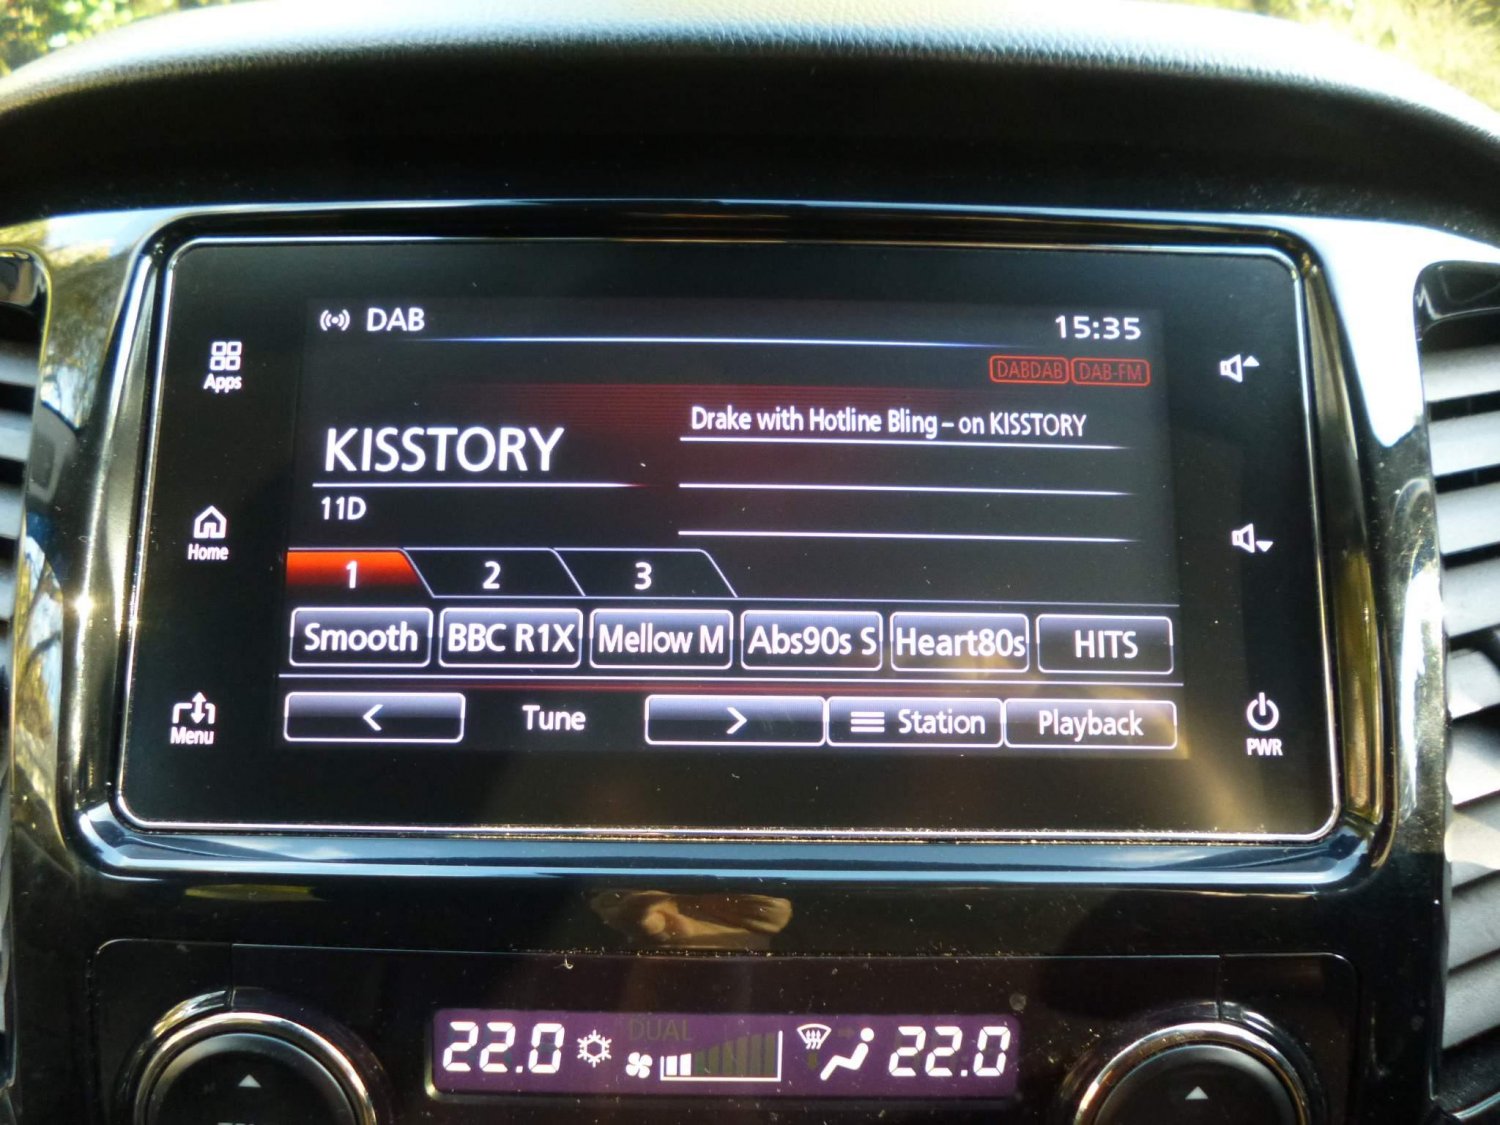 DAB
15:35
Apps
DABDAB DAB-FM
Drake with Hotline Bling – on KISSTORY
KISSTORY
11D
Home
1 2 3
Smooth BBC R1X Mellow M Abs90s S Heart80s HITS
Menu
< Tune > Station Playback
PWR
22.0 DUAL 22.0